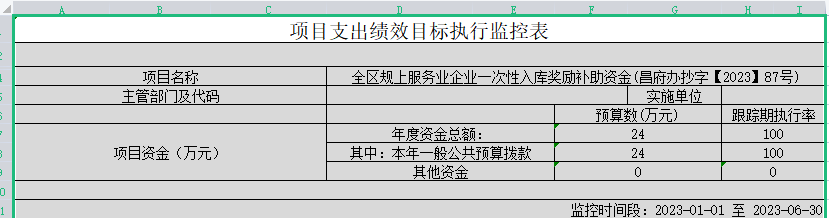 A B C D E F G H I
项目支出绩效目标执行监控表
4 项目名称 全区规上服务业企业一次性入库奖励补助资金(昌府办抄字【2023】87号)
5 主管部门及代码 实施单位
6 预算数(万元) 跟踪期执行率
7 年度资金总额： 24 100
项目资金（万元）
8 其中：本年一般公共预算拨款 24 100
9 其他资金 0 0
监控时间段：2023-01-01 至 2023-06-30